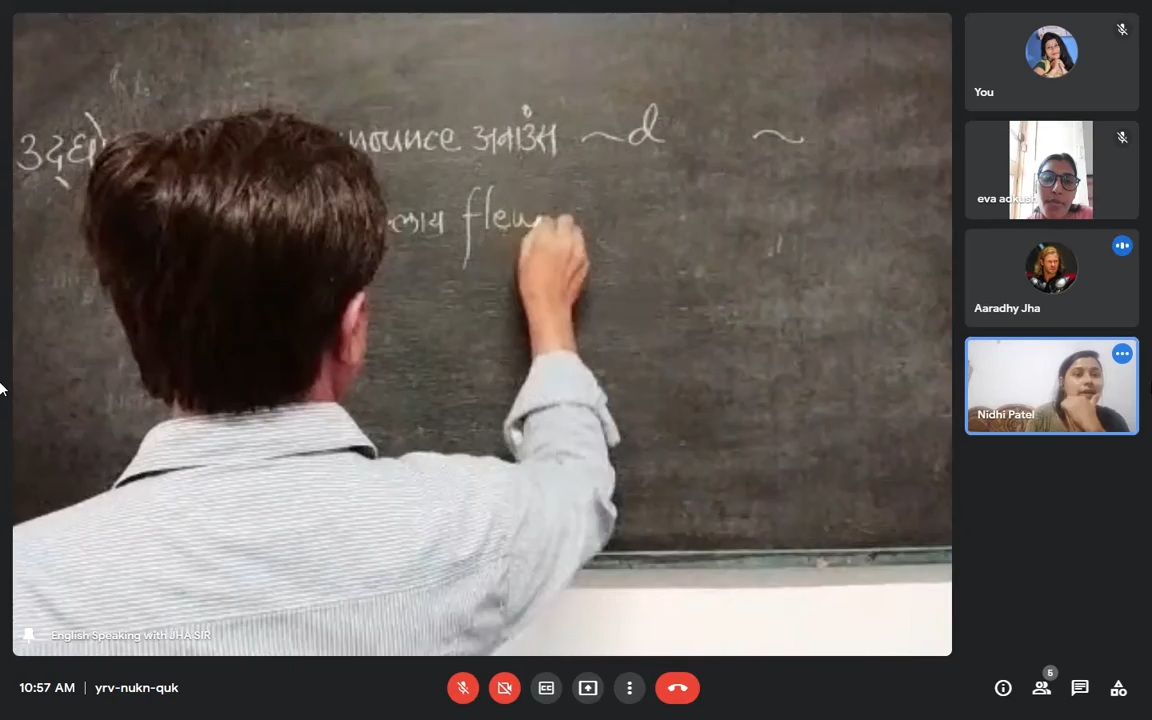 nounce अनाउंस ~d ~
लाय flew
You
eva
Aaradhy Jha
Nidhi Patel
English Speaking with JHA SIR
10:57 AM | yrv-nukn-quk
5